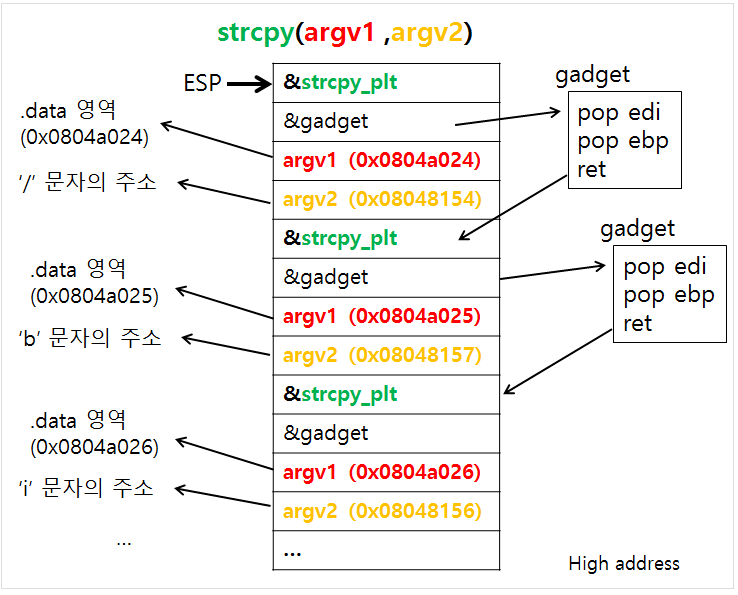 strcpy(argv1 ,argv2)
ESP
&strcpy_plt
&gadget
argv1 (0x0804a024)
argv2 (0x08048154)
&strcpy_plt
&gadget
argv1 (0x0804a025)
argv2 (0x08048157)
&strcpy_plt
&gadget
argv1 (0x0804a026)
argv2 (0x08048156)
...
.data 영역
(0x0804a024)
'/' 문자의 주소
.data 영역
(0x0804a025)
'b' 문자의 주소
.data 영역
(0x0804a026)
'i' 문자의 주소
...
gadget
pop edi
pop ebp
ret
gadget
pop edi
pop ebp
ret
High address